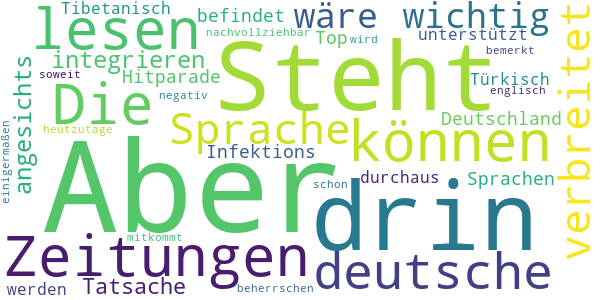 Tibetanisch
lesen
befindet
nachvollziehbar
wäre
wichtig
verbreitet
integrieren
Top
wird
unterstützt
bemerkt
angesichts
soweit
Hitparade
Steht
Türkisch
englisch
Die
negativ
Sprache
können
Deutschland
einigermaßen
heutzutage
Aber
Infektions
schon
durchaus
Sprachen
drin
mitkommt
Zeitungen
deutsche
werden
Tatsache
beherrschen